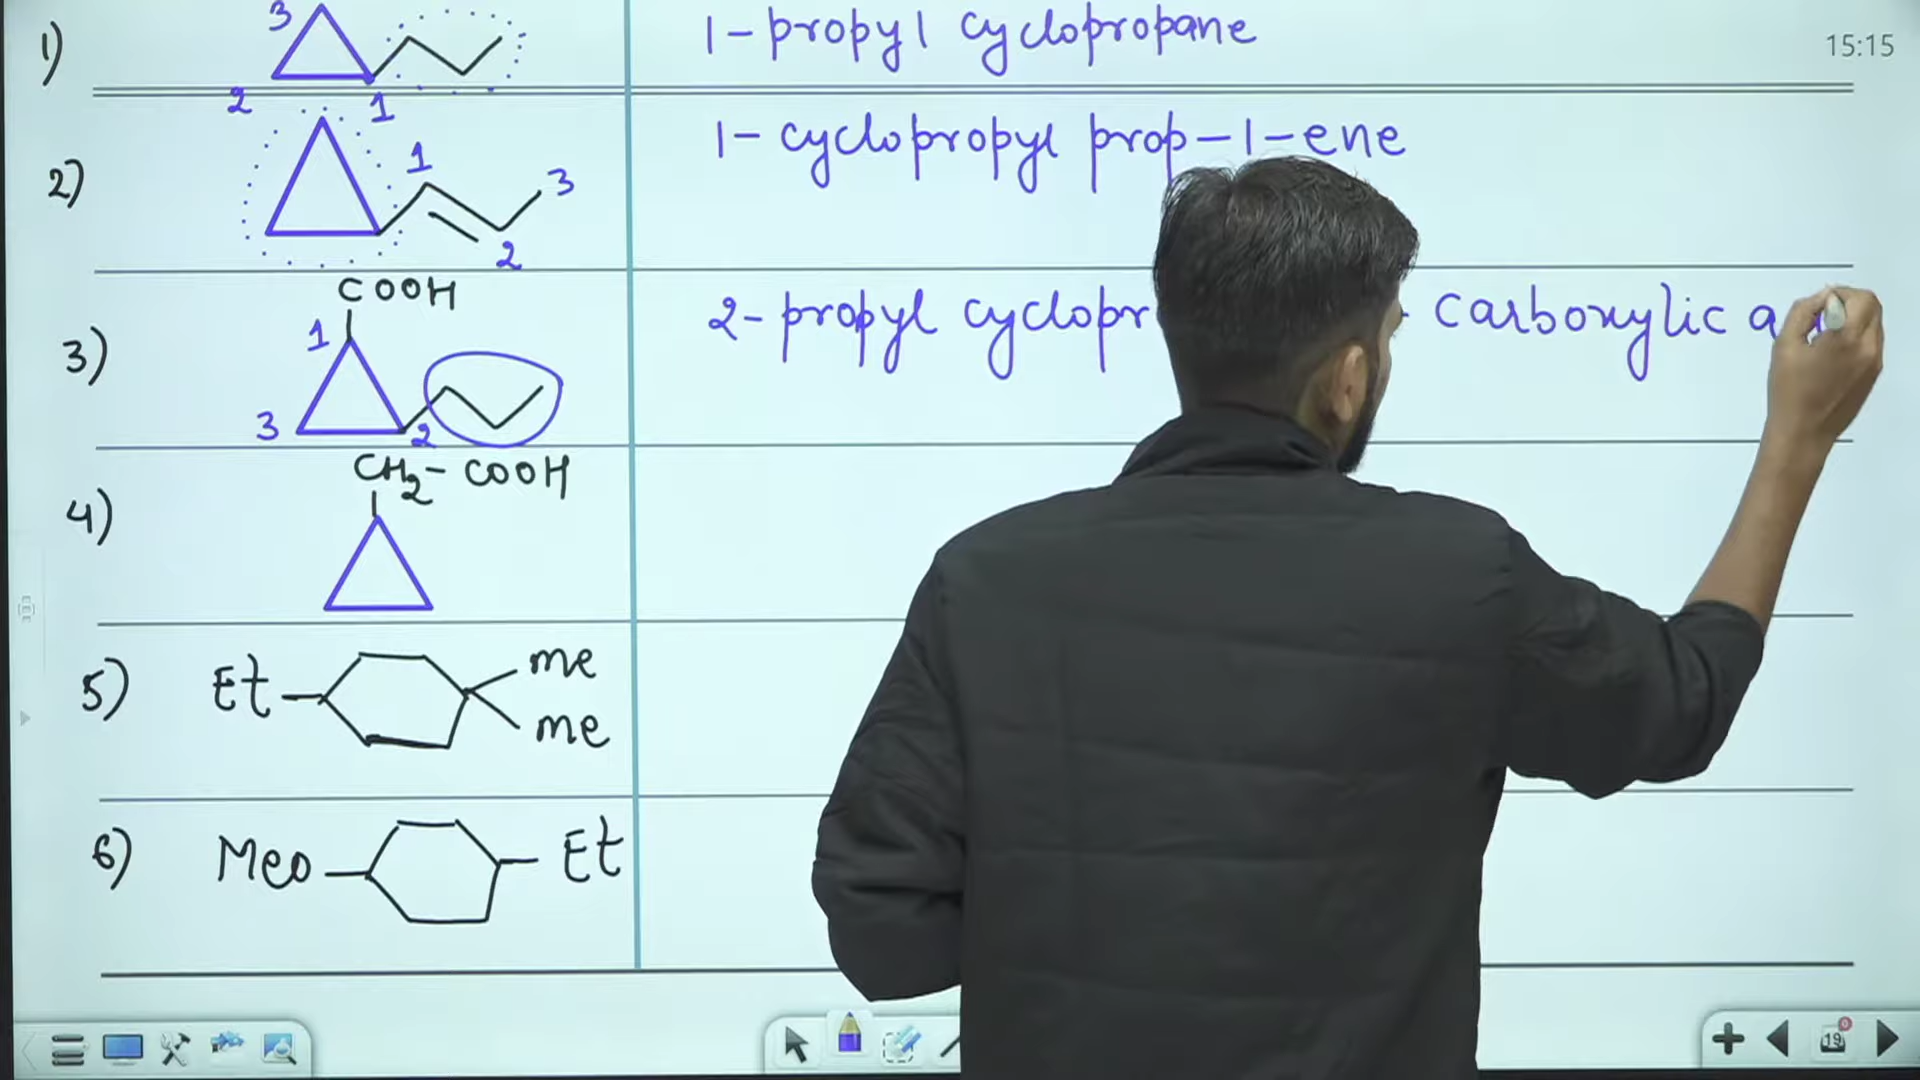 1) 3 2 1 1-propyl cyclopropane
15:15
2) 1 2 3 1-cyclopropyl prop-1-ene
3) COOH 1 2 3 2-propyl carboxylic
4) CH2-COOH
5) Et me me
6) MeO Et
19